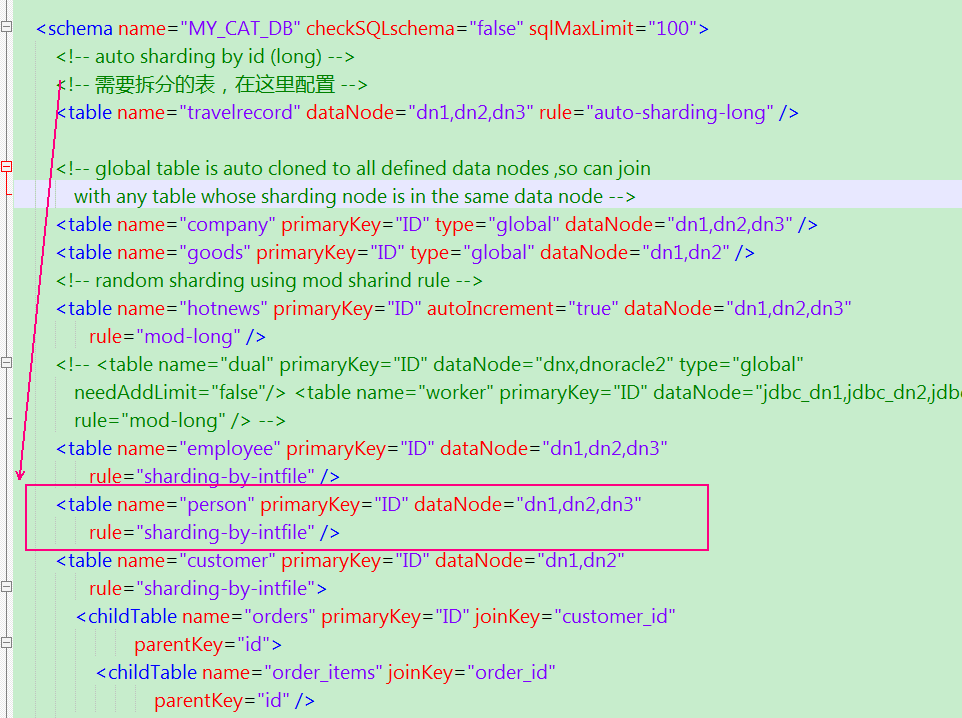 <schema name="MY_CAT_DB" checkSQLschema="false" sqlMaxLimit="100">
<!-- auto sharding by id (long) -->
<!-- 需要拆分的表，在这里配置 -->
<table name="travelrecord" dataNode="dn1,dn2,dn3" rule="auto-sharding-long" />
<!-- global table is auto cloned to all defined data nodes ,so can join
with any table whose sharding node is in the same data node -->
<table name="company" primaryKey="ID" type="global" dataNode="dn1,dn2,dn3" />
<table name="goods" primaryKey="ID" type="global" dataNode="dn1,dn2" />
<!-- random sharding using mod sharind rule -->
<table name="hotnews" primaryKey="ID" autoIncrement="true" dataNode="dn1,dn2,dn3"
rule="mod-long" />
<!-- <table name="dual" primaryKey="ID" dataNode="dnx,dnoracle2" type="global"
needAddLimit="false"/> <table name="worker" primaryKey="ID" dataNode="jdbc_dn1,jdbc_dn2,jdbc
rule="mod-long" /> -->
<table name="employee" primaryKey="ID" dataNode="dn1,dn2,dn3"
rule="sharding-by-intfile" />
<table name="person" primaryKey="ID" dataNode="dn1,dn2,dn3"
rule="sharding-by-intfile" />
<table name="customer" primaryKey="ID" dataNode="dn1,dn2"
rule="sharding-by-intfile">
<childTable name="orders" primaryKey="ID" joinKey="customer_id"
parentKey="id">
<childTable name="order_items" joinKey="order_id"
parentKey="id" />